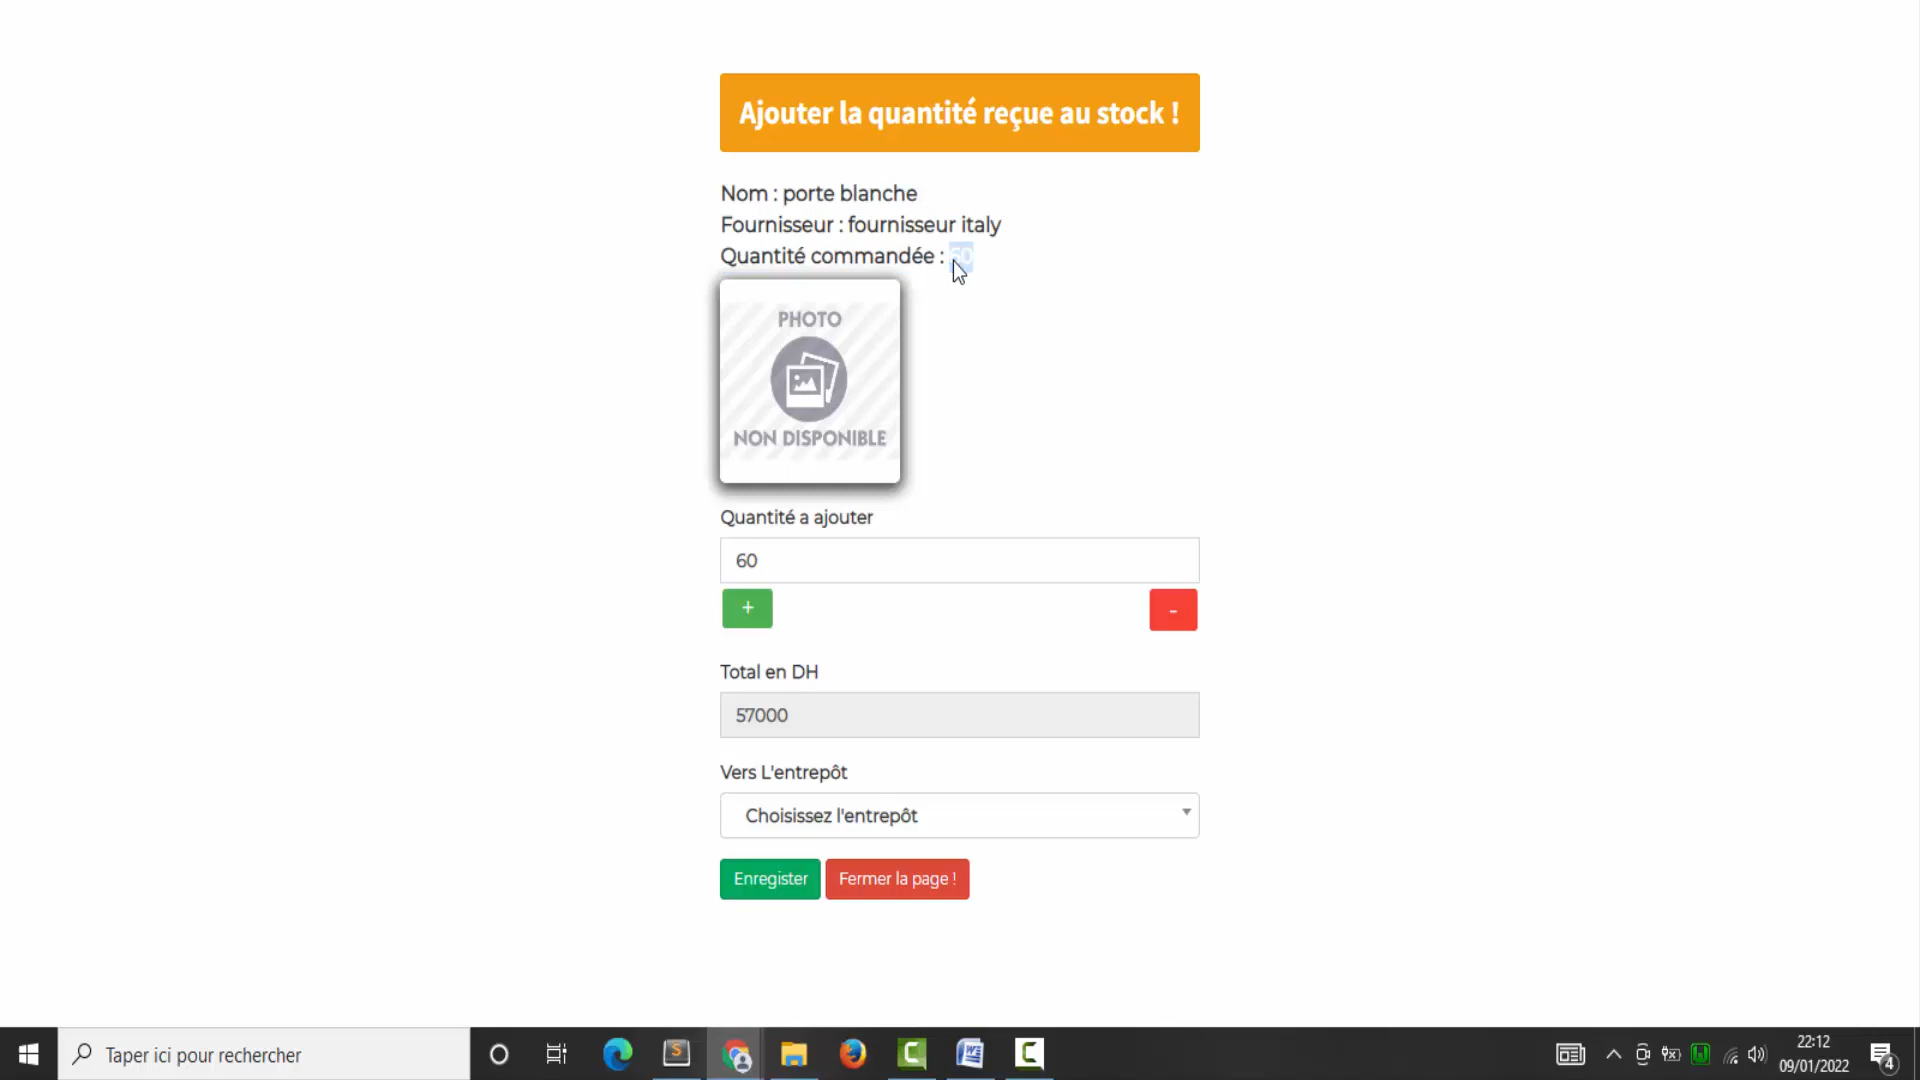 Ajouter la quantité reçue au stock !
Nom : porte blanche
Fournisseur : fournisseur italy
Quantité commandée : 60
PHOTO
NON DISPONIBLE
Quantité a ajouter
60
+
-
Total en DH
57000
Vers L'entrepôt
Choisissez l'entrepôt
Enregister
Fermer la page !
Taper ici pour rechercher
22:12
09/01/2022
4